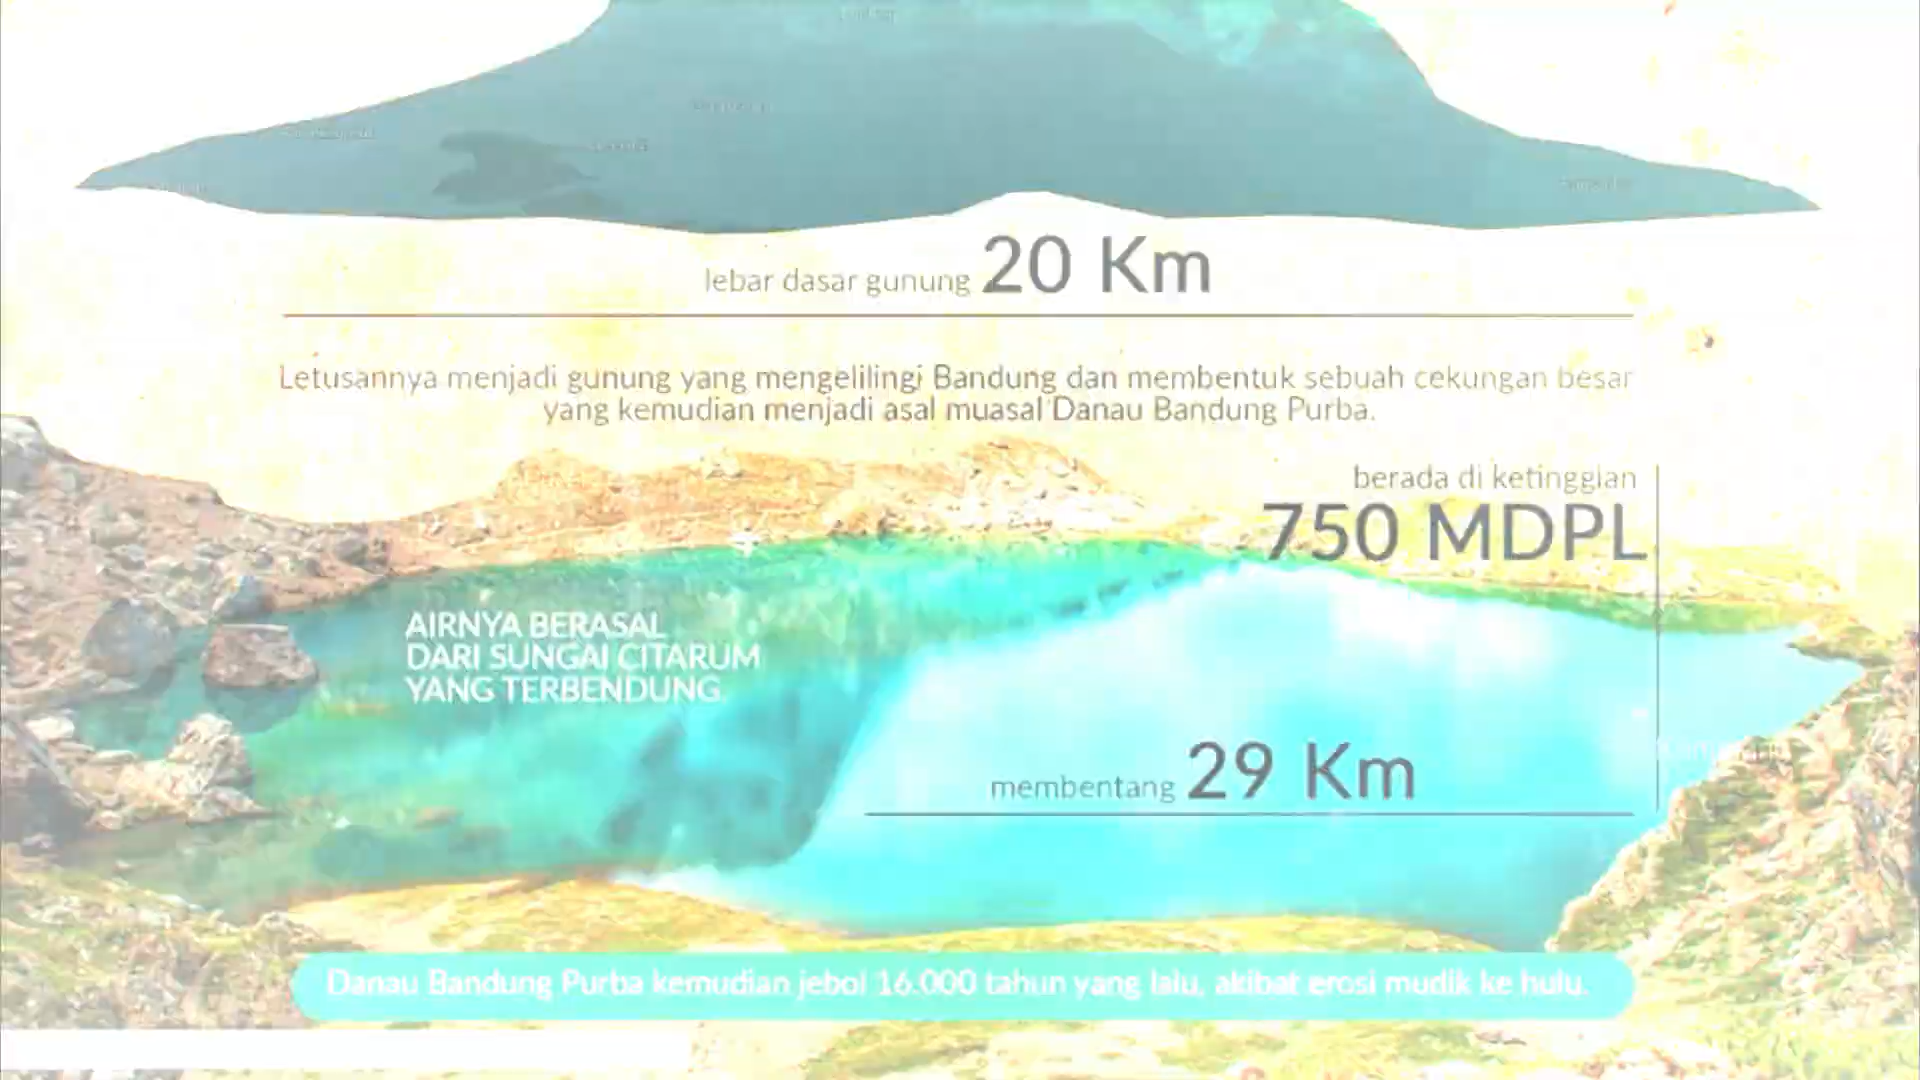 lebar dasar gunung 20 Km
Letusannya menjadi gunung yang mengelilingi Bandung dan membentuk sebuah cekungan besar
yang kemudian menjadi asal muasal Danau Bandung Purba.
berada di ketinggian
750 MDPL
AIRNYA BERASAL
DARI SUNGAI CITARUM
YANG TERBENDUNG
membentang 29 Km
Danau Bandung Purba kemudian jebol 16.000 tahun yang lalu, akibat erosi mudik ke hulu.